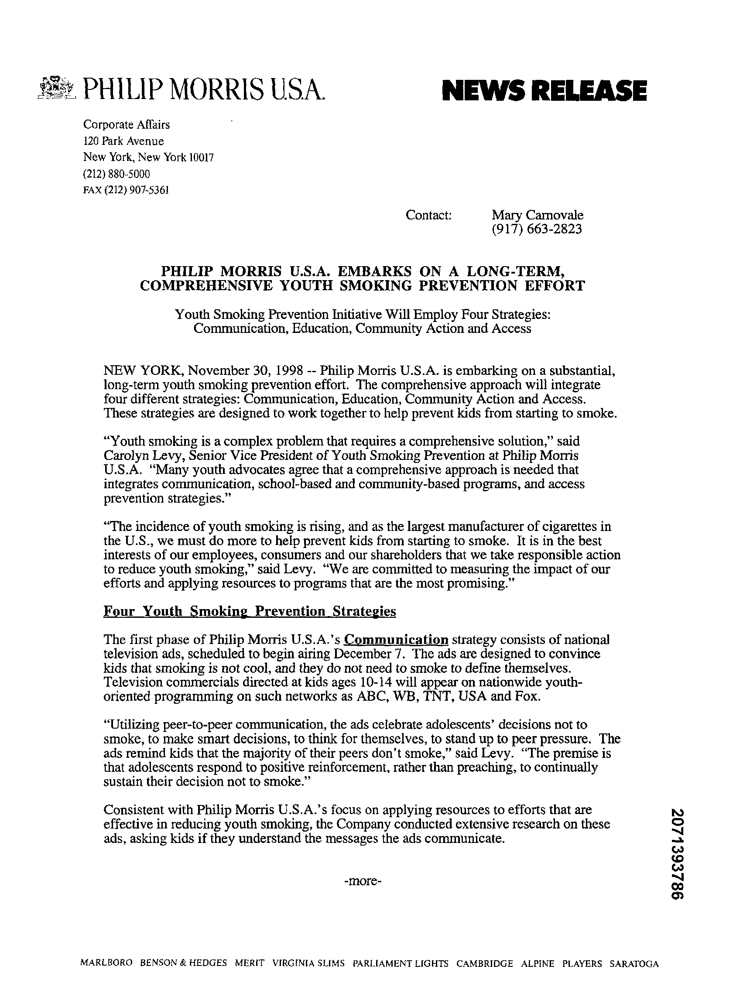 PHILIP MORRIS U.S.A.
NEWS RELEASE
Corporate Affairs
120 Park Avenue
New York, New York 10017
(212) 880-5000
FAX (212) 907-5361
Contact: Mary Carnovale
(917) 663-2823
PHILIP MORRIS U.S.A. EMBARKS ON A LONG-TERM,
COMPREHENSIVE YOUTH SMOKING PREVENTION EFFORT
Youth Smoking Prevention Initiative Will Employ Four Strategies:
Communication, Education, Community Action and Access
NEW YORK, November 30, 1998 -- Philip Morris U.S.A. is embarking on a substantial,
long-term youth smoking prevention effort. The comprehensive approach will integrate
four different strategies: Communication, Education, Community Action and Access.
These strategies are designed to work together to help prevent kids from starting to smoke.
“Youth smoking is a complex problem that requires a comprehensive solution,” said
Carolyn Levy, Senior Vice President of Youth Smoking Prevention at Philip Morris
U.S.A. “Many youth advocates agree that a comprehensive approach is needed that
integrates communication, school-based and community-based programs, and access
prevention strategies.”
“The incidence of youth smoking is rising, and as the largest manufacturer of cigarettes in
the U.S., we must do more to help prevent kids from starting to smoke. It is in the best
interests of our employees, consumers and our shareholders that we take responsible action
to reduce youth smoking,” said Levy. “We are committed to measuring the impact of our
efforts and applying resources to programs that are the most promising.”
Four Youth Smoking Prevention Strategies
The first phase of Philip Morris U.S.A.’s Communication strategy consists of national
television ads, scheduled to begin airing December 7. The ads are designed to convince
kids that smoking is not cool, and they do not need to smoke to define themselves.
Television commercials directed at kids ages 10-14 will appear on nationwide youth-
oriented programming on such networks as ABC, WB, TNT, USA and Fox.
“Utilizing peer-to-peer communication, the ads celebrate adolescents’ decisions not to
smoke, to make smart decisions, to think for themselves, to stand up to peer pressure. The
ads remind kids that the majority of their peers don’t smoke,” said Levy. “The premise is
that adolescents respond to positive reinforcement, rather than preaching, to continually
sustain their decision not to smoke.”
Consistent with Philip Morris U.S.A.’s focus on applying resources to efforts that are
effective in reducing youth smoking, the Company conducted extensive research on these
ads, asking kids if they understand the messages the ads communicate.
-more-
2071393786
MARLBORO BENSON & HEDGES MERIT VIRGINIA SLIMS PARLIAMENT LIGHTS CAMBRIDGE ALPINE PLAYERS SARATOGA